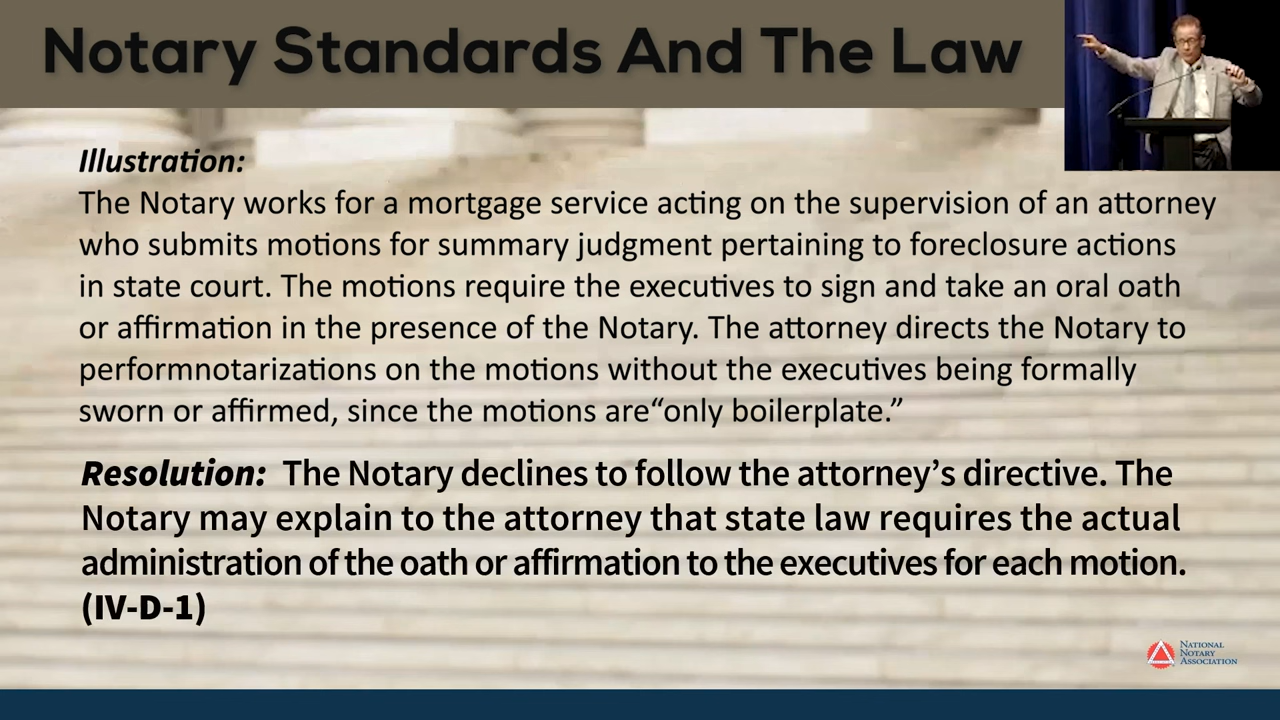 Notary Standards And The Law
Illustration:
The Notary works for a mortgage service acting on the supervision of an attorney
who submits motions for summary judgment pertaining to foreclosure actions
in state court. The motions require the executives to sign and take an oral oath
or affirmation in the presence of the Notary. The attorney directs the Notary to
performnotarizations on the motions without the executives being formally
sworn or affirmed, since the motions are“only boilerplate.”
Resolution: The Notary declines to follow the attorney’s directive. The
Notary may explain to the attorney that state law requires the actual
administration of the oath or affirmation to the executives for each motion.
(IV-D-1)
NATIONAL
NOTARY
ASSOCIATION